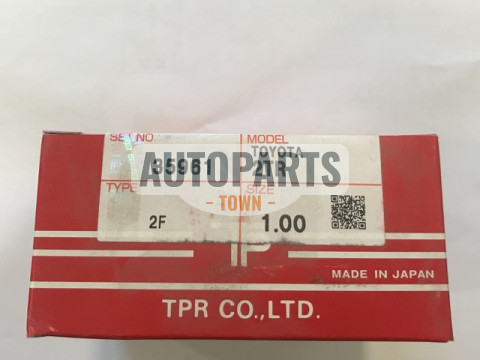 SET NO
MODEL
35961
TOYOTA
2TR
AUTOPARTS
- TOWN -
TYPE
SIZE
2F
1.00
TP
MADE IN JAPAN
TPR CO.,LTD.